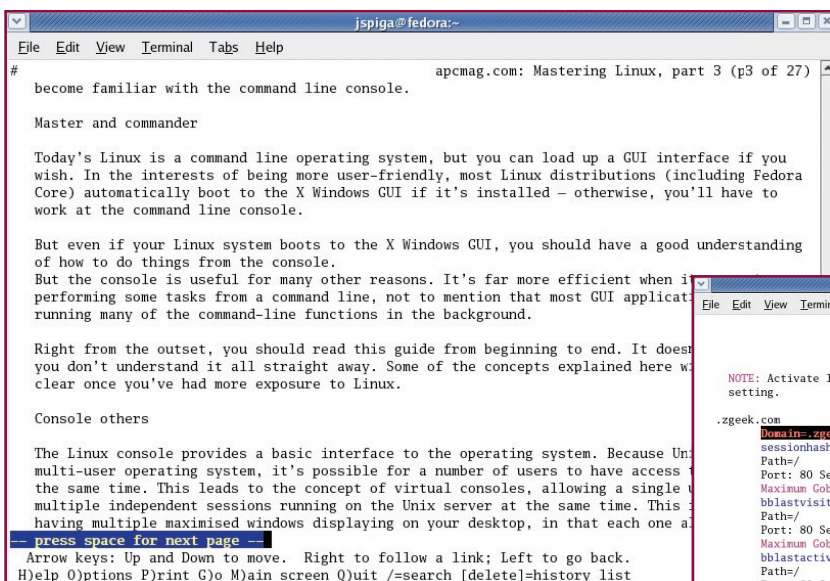 jspiga@fedora:~
File Edit View Terminal Tabs Help
# apcmag.com: Mastering Linux, part 3 (p3 of 27)
become familiar with the command line console.
Master and commander
Today's Linux is a command line operating system, but you can load up a GUI interface if you
wish. In the interests of being more user-friendly, most Linux distributions (including Fedora
Core) automatically boot to the X Windows GUI if it's installed – otherwise, you'll have to
work at the command line console.
But even if your Linux system boots to the X Windows GUI, you should have a good understanding
of how to do things from the console.
But the console is useful for many other reasons. It's far more efficient when it
performing some tasks from a command line, not to mention that most GUI applicat
running many of the command-line functions in the background.
Right from the outset, you should read this guide from beginning to end. It does
you don't understand it all straight away. Some of the concepts explained here w
clear once you've had more exposure to Linux.
Console others
The Linux console provides a basic interface to the operating system. Because Un
multi-user operating system, it's possible for a number of users to have access
the same time. This leads to the concept of virtual consoles, allowing a single
multiple independent sessions running on the Unix server at the same time. This
having multiple maximised windows displaying on your desktop, in that each one a
-- press space for next page --
Arrow keys: Up and Down to move. Right to follow a link; Left to go back.
H)elp O)ptions P)rint G)o M)ain screen Q)uit /=search [delete]=history list
File Edit View Termin
NOTE: Activate
setting.
.zgeek.com
Domain=.zge
sessionhash
Path=/
Port: 80 Se
Maximum Gob
bblastvisit
Path=/
Port: 80 Se
Maximum Gob
bblastactiv
Path=/